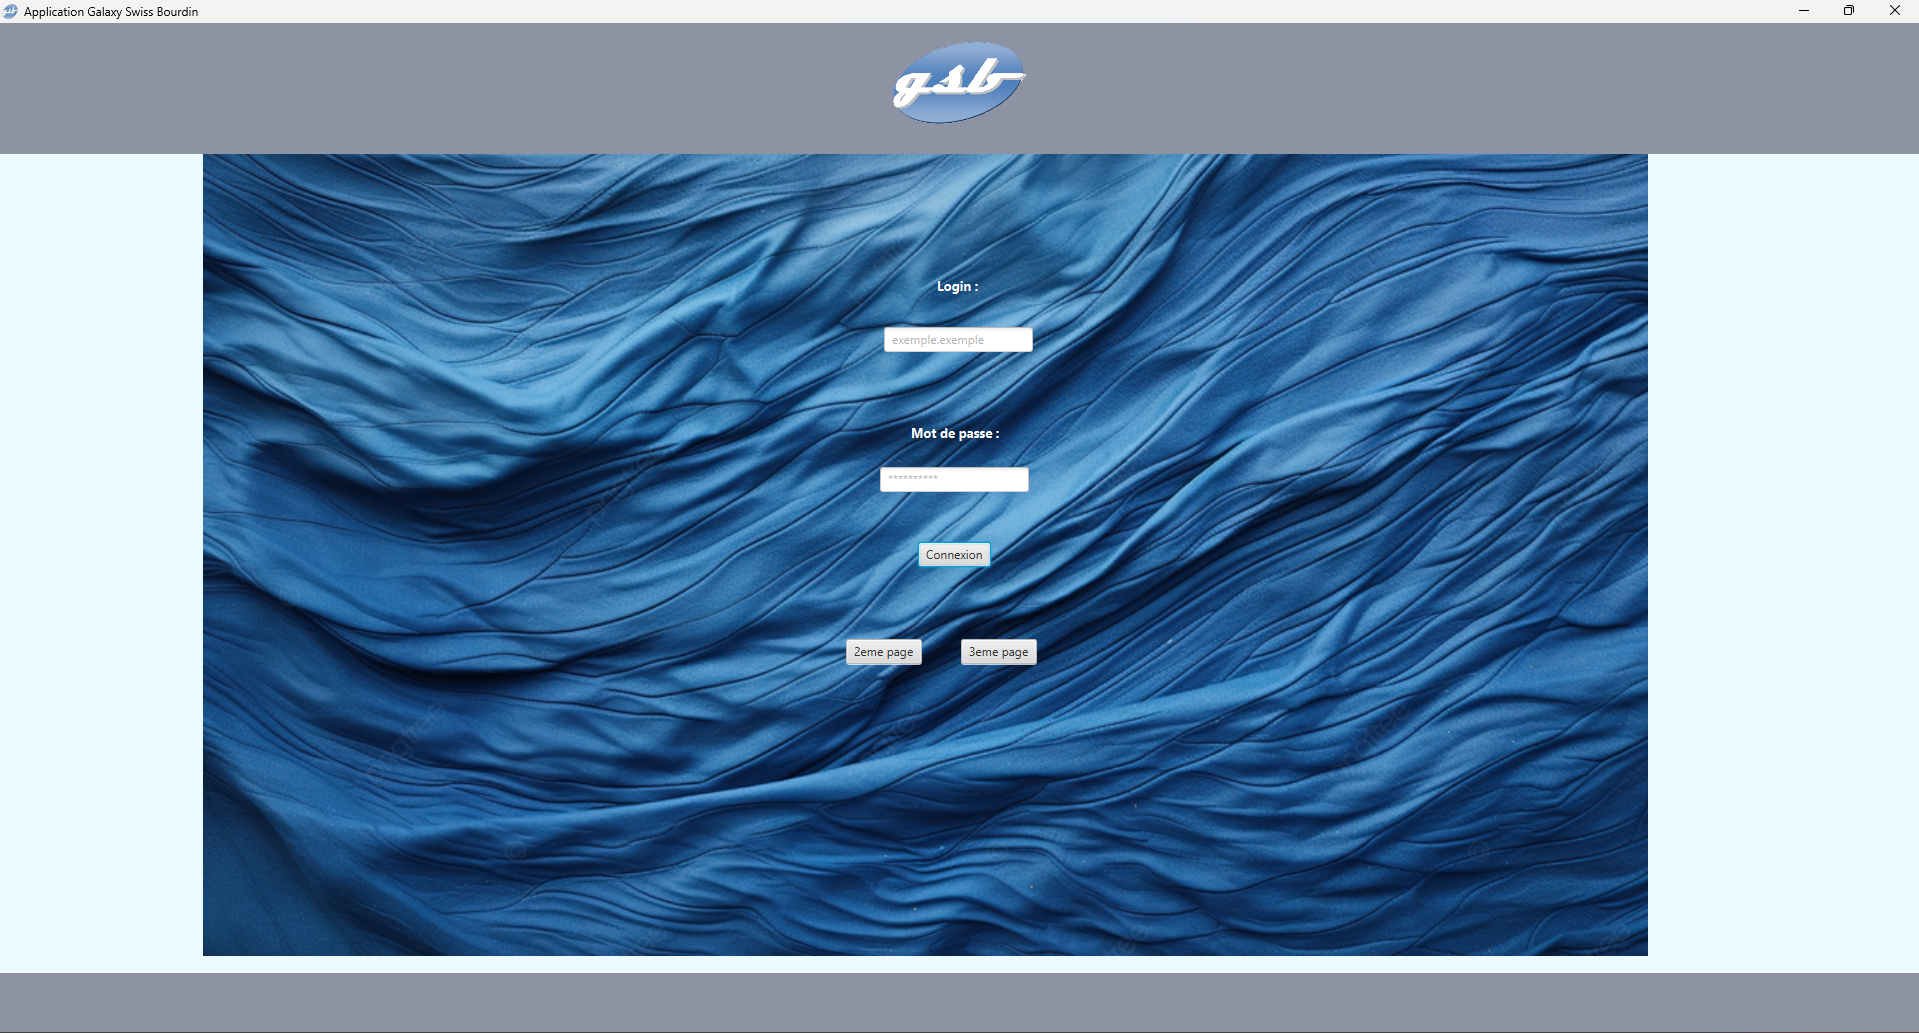 Application Galaxy Swiss Bourdin
gsb
Login :
exemple.exemple
Mot de passe :
**********
Connexion
2eme page
3eme page